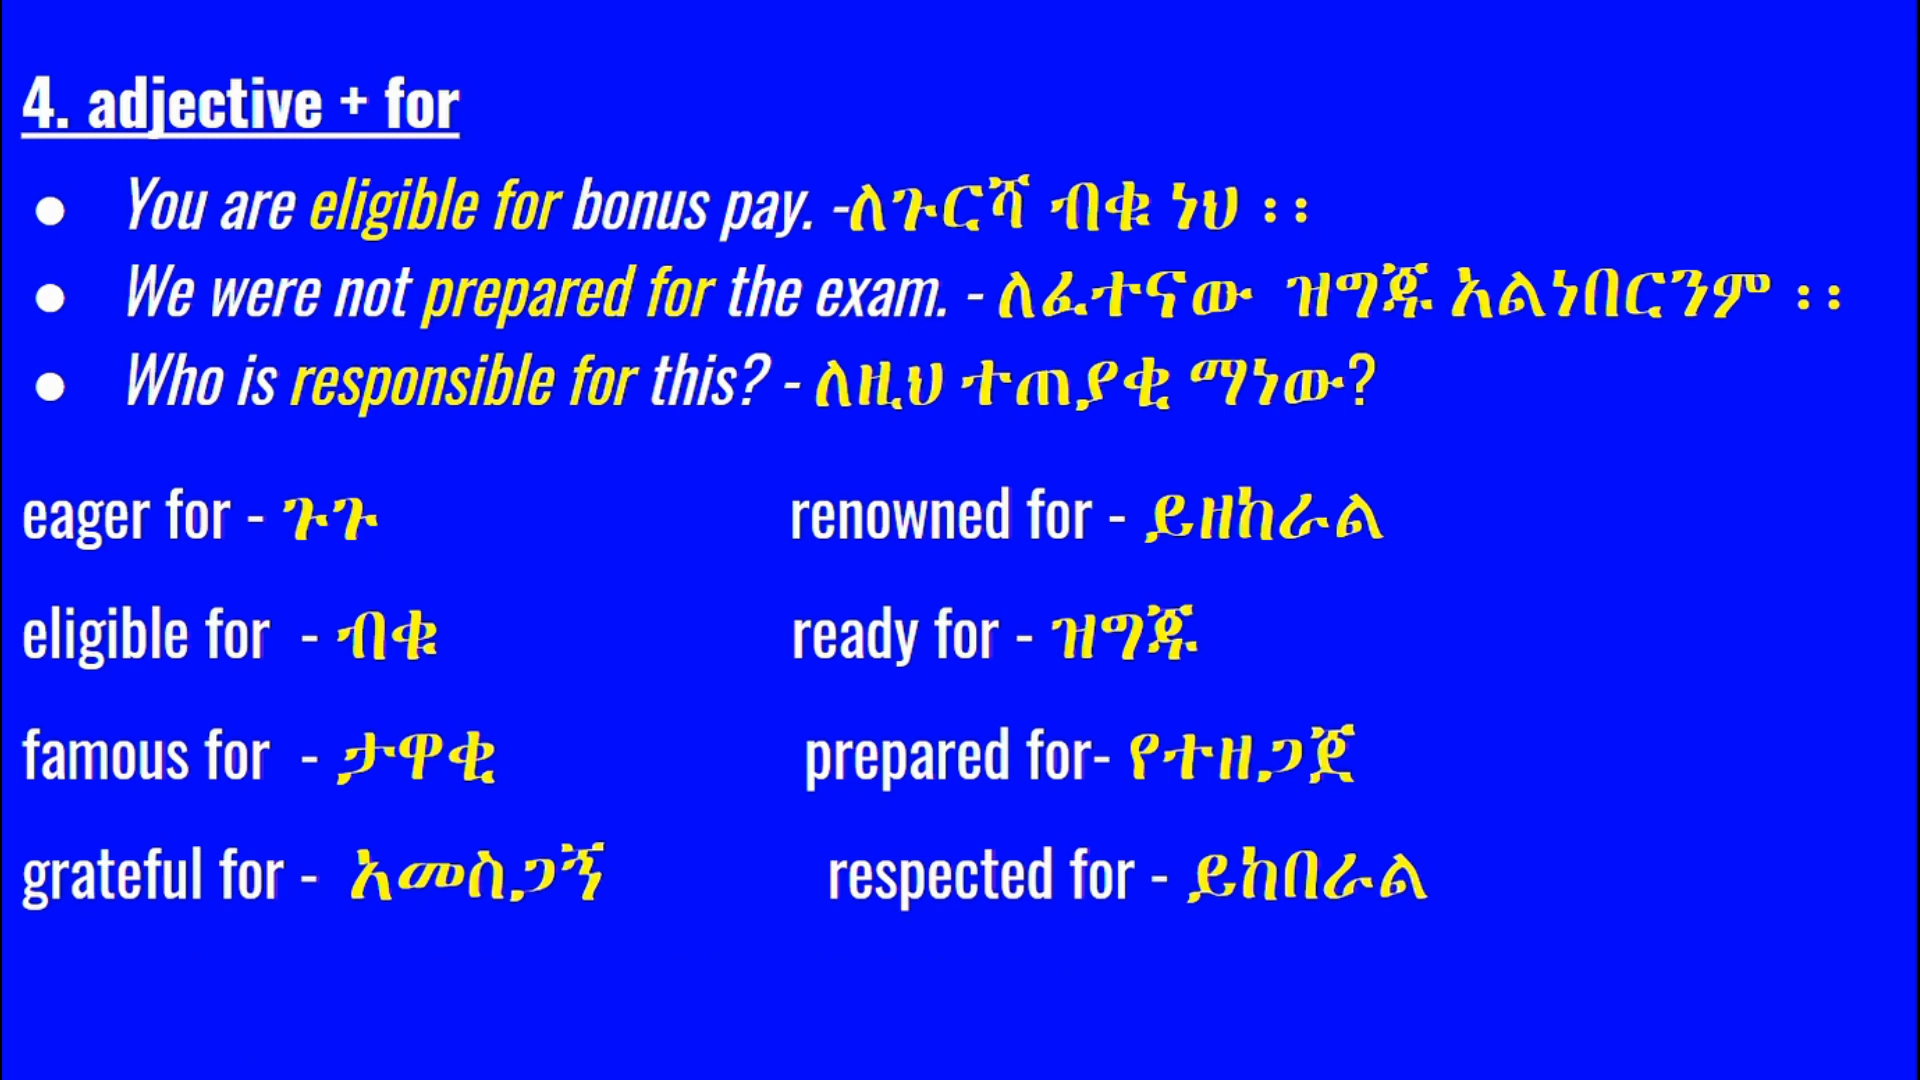 4. adjective + for
● You are eligible for bonus pay. -ለጉርሻ ብቁ ነህ ፡፡
● We were not prepared for the exam. - ለፈተናው ዝግጁ አልነበርንም ፡፡
● Who is responsible for this? - ለዚህ ተጠያቂ ማነው?
eager for - ጉጉ renowned for - ይዘከራል
eligible for - ብቁ ready for - ዝግጁ
famous for - ታዋቂ prepared for- የተዘጋጀ
grateful for - አመስጋኝ respected for - ይከበራል